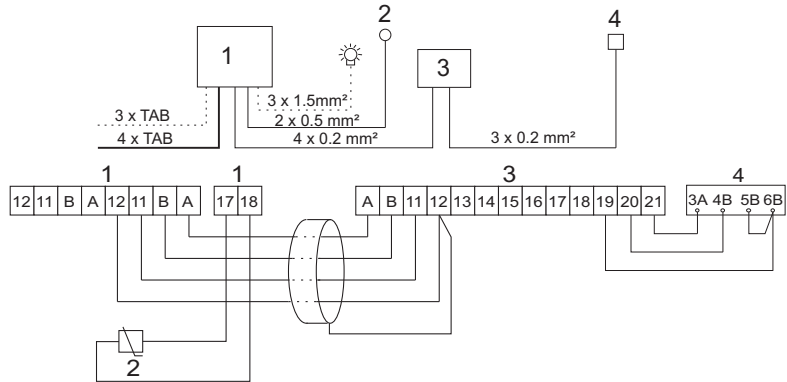 2
4
1
3
3 x 1.5mm²
3 x TAB
2 x 0.5 mm²
4 x TAB
4 x 0.2 mm²
3 x 0.2 mm²
1 1 3 4
12 11 B A 12 11 B A 17 18 A B 11 12 13 14 15 16 17 18 19 20 21 3A 4B 5B 6B
2